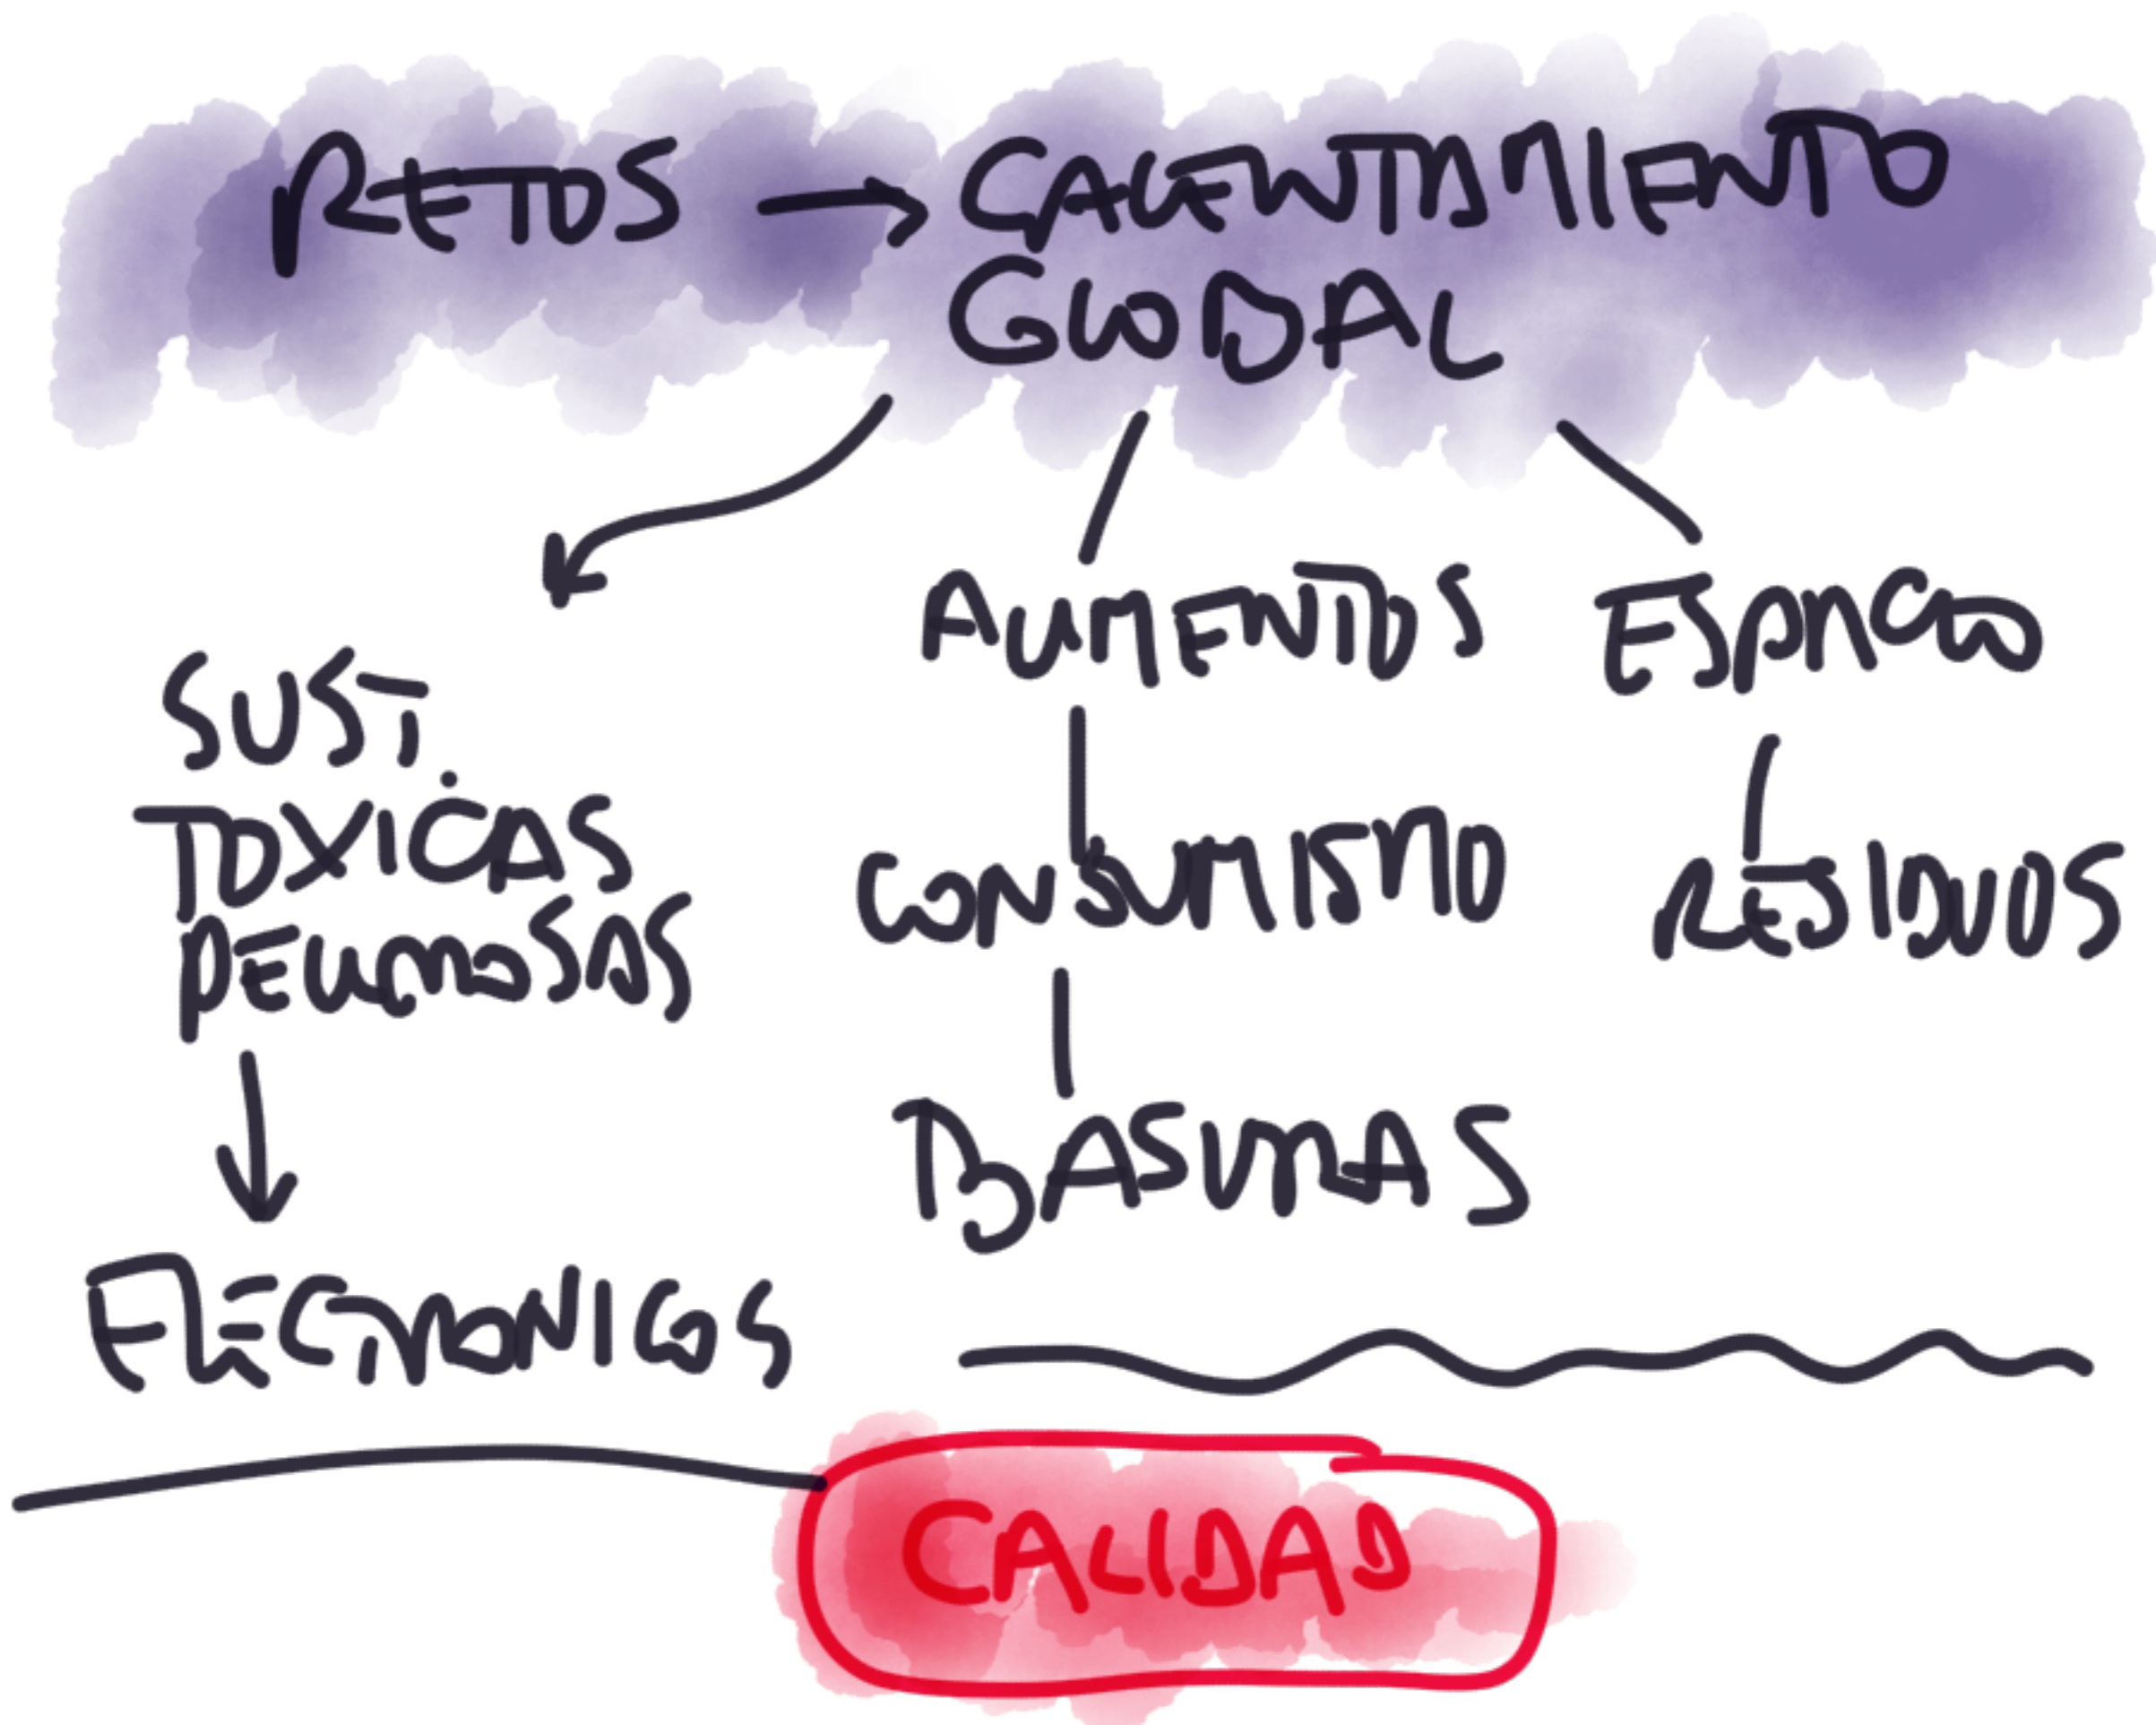 RETOS → CALENTAMIENTO
GLOBAL
SUST.
TOXICAS
PELIGROSAS
ELECTRONICOS
AUMENTOS
CONSUMISMO
BASURAS
ESPACIO
RESIDUOS
CALIDAD